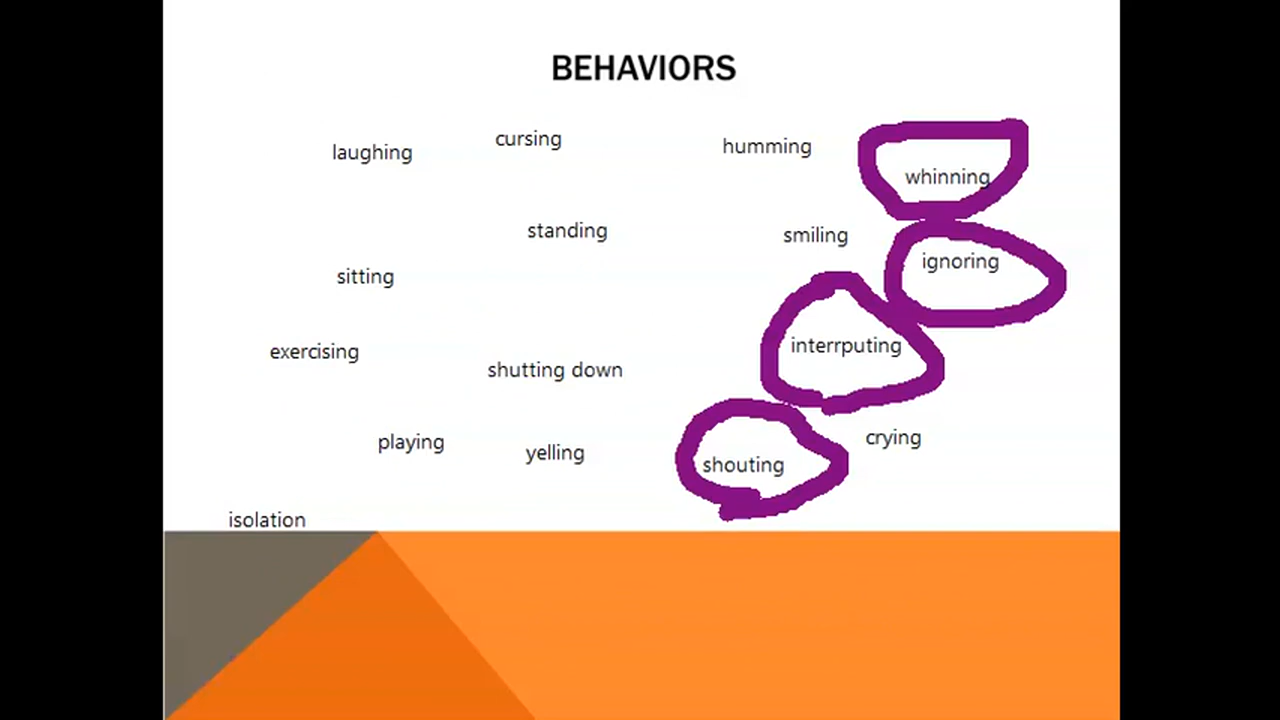 BEHAVIORS
laughing
cursing
humming
whinning
standing
smiling
ignoring
sitting
exercising
shutting down
interrputing
playing
yelling
shouting
crying
isolation